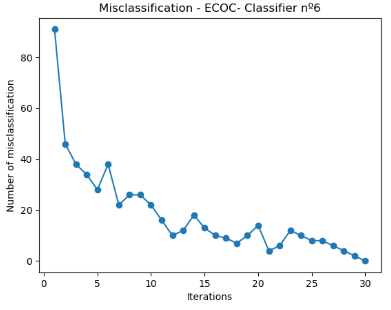 Misclassification - ECOC- Classifier nº6
Number of misclassification
80
60
40
20
0
0 5 10 15 20 25 30
Iterations